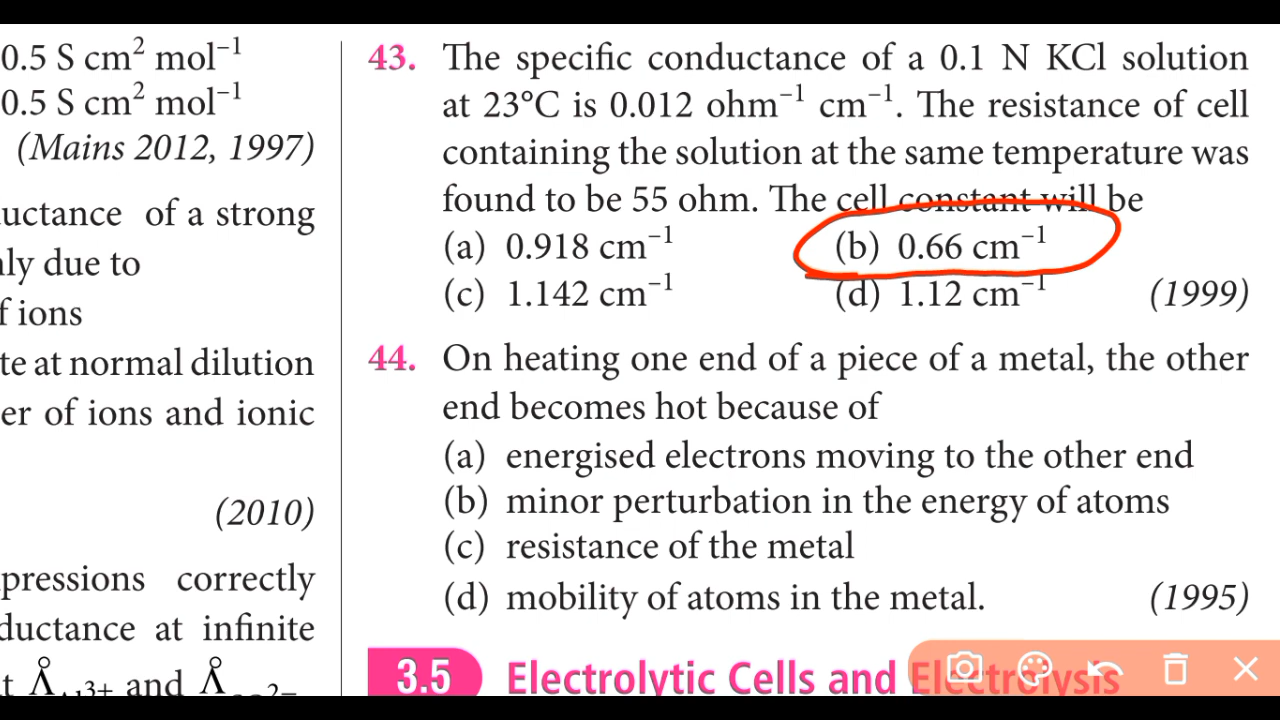 0.5 S cm² mol⁻¹
0.5 S cm² mol⁻¹
(Mains 2012, 1997)
uctance of a strong
ly due to
f ions
te at normal dilution
er of ions and ionic
(2010)
pressions correctly
ductance at infinite
t Å 3+ and Å
43. The specific conductance of a 0.1 N KCl solution
at 23°C is 0.012 ohm⁻¹ cm⁻¹. The resistance of cell
containing the solution at the same temperature was
found to be 55 ohm. The cell constant will be
(a) 0.918 cm⁻¹ (b) 0.66 cm⁻¹
(c) 1.142 cm⁻¹ (d) 1.12 cm⁻¹ (1999)
44. On heating one end of a piece of a metal, the other
end becomes hot because of
(a) energised electrons moving to the other end
(b) minor perturbation in the energy of atoms
(c) resistance of the metal
(d) mobility of atoms in the metal. (1995)
3.5 Electrolytic Cells and Electrolysis